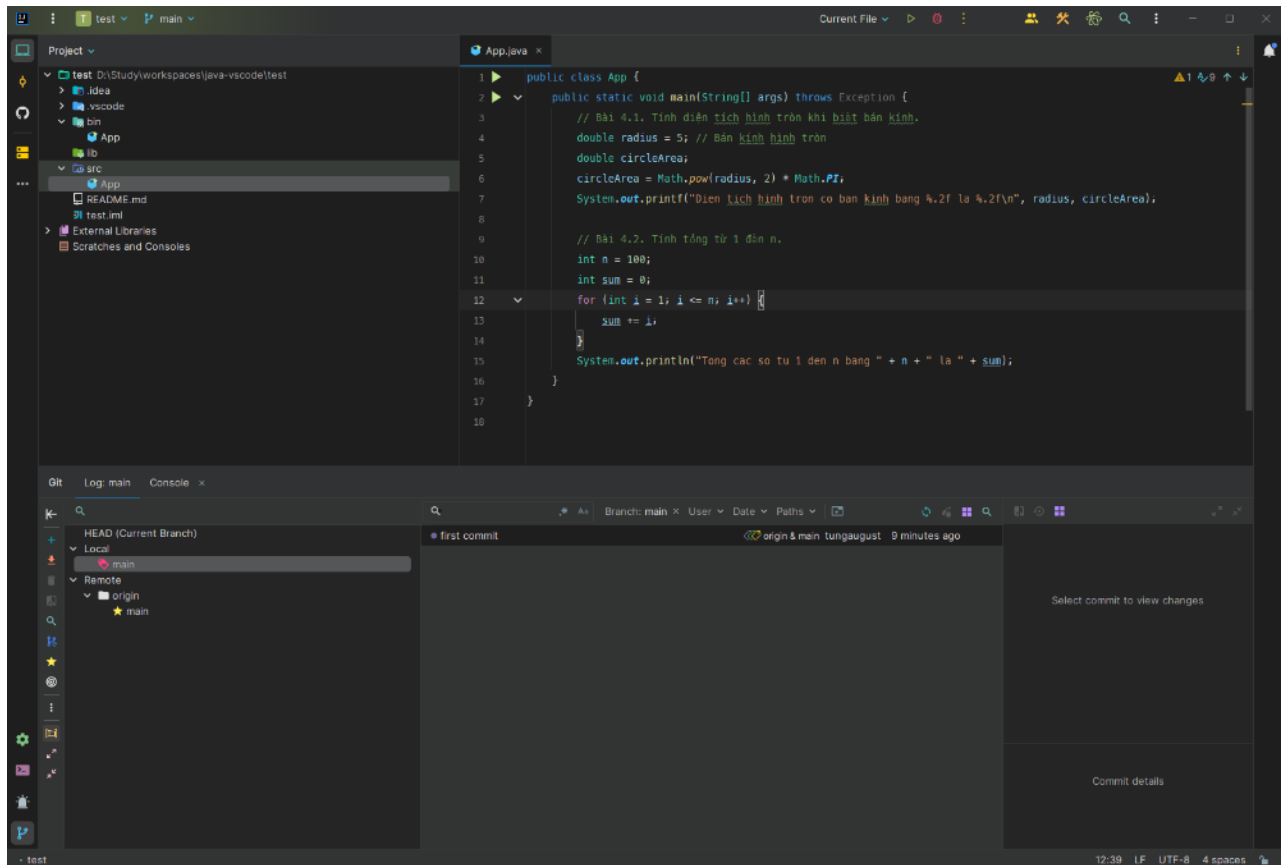 test main Current File
Project
App.java
test D:\Study\workspaces\java-vscode\test
.idea
.vscode
bin
App
lib
src
App
README.md
test.iml
External Libraries
Scratches and Consoles
1 public class App {
2 public static void main(String[] args) throws Exception {
3 // Bài 4.1. Tính diện tích hình tròn khi biết bán kính.
4 double radius = 5; // Bán kính hình tròn
5 double circleArea;
6 circleArea = Math.pow(radius, 2) * Math.PI;
7 System.out.printf("Dien tich hinh tron co ban kinh bang %.2f la %.2f\n", radius, circleArea);
8
9 // Bài 4.2. Tính tổng từ 1 đến n.
10 int n = 100;
11 int sum = 0;
12 for (int i = 1; i <= n; i++) {
13 sum += i;
14 }
15 System.out.println("Tong cac so tu 1 den n bang " + n + " la " + sum);
16 }
17 }
18
1 9
Git Log: main Console
Branch: main User Date Paths
HEAD (Current Branch)
Local
main
Remote
origin
main
first commit origin & main tungaugust 9 minutes ago
Select commit to view changes
Commit details
test 12:39 LF UTF-8 4 spaces